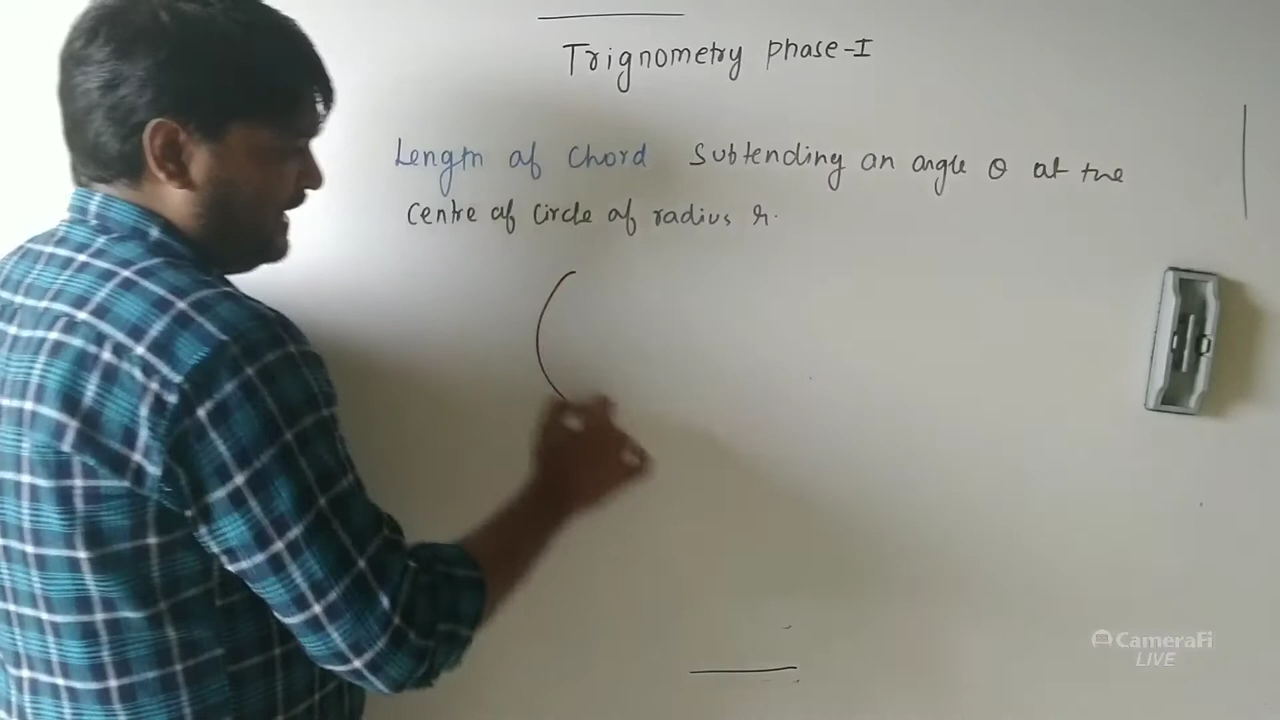 Trignometry phase-I
Length of chord subtending an angle θ at the
Centre of circle of radius r.
CameraFi
LIVE